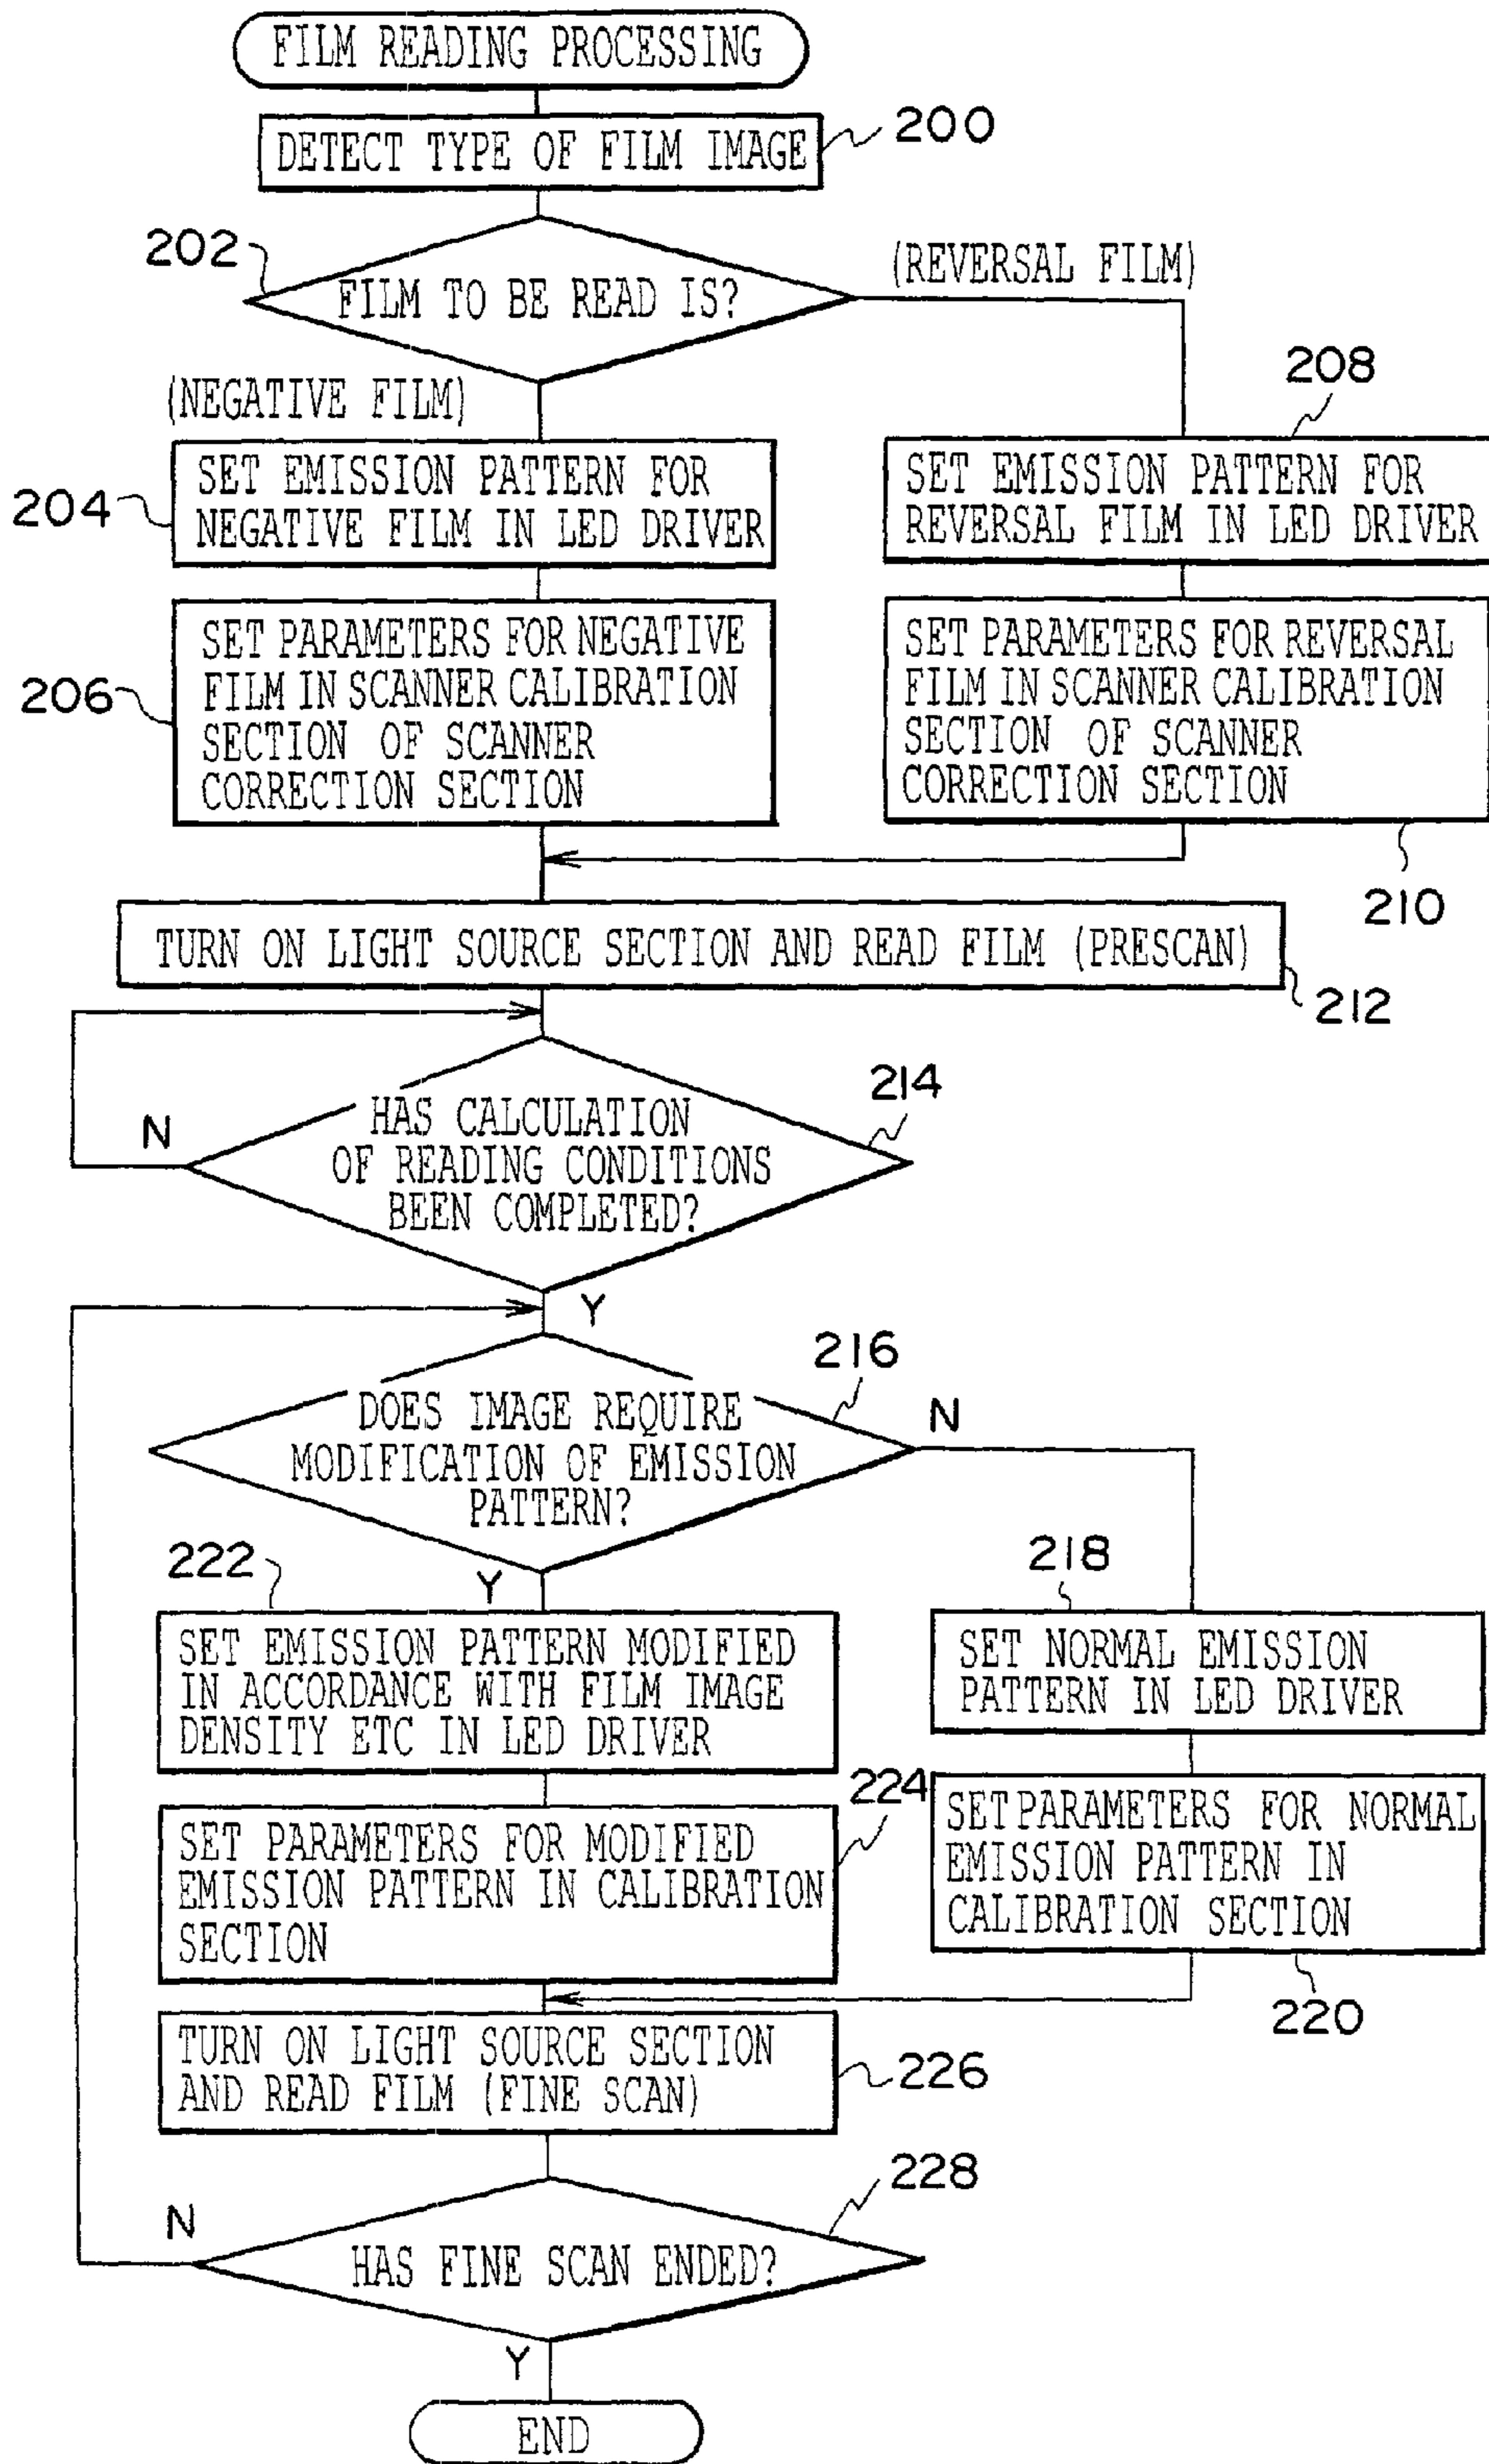 FILM READING PROCESSING
DETECT TYPE OF FILM IMAGE
200
202
FILM TO BE READ IS?
(REVERSAL FILM)
(NEGATIVE FILM)
204
SET EMISSION PATTERN FOR
NEGATIVE FILM IN LED DRIVER
208
SET EMISSION PATTERN FOR
REVERSAL FILM IN LED DRIVER
206
SET PARAMETERS FOR NEGATIVE
FILM IN SCANNER CALIBRATION
SECTION OF SCANNER
CORRECTION SECTION
SET PARAMETERS FOR REVERSAL
FILM IN SCANNER CALIBRATION
SECTION OF SCANNER
CORRECTION SECTION
210
TURN ON LIGHT SOURCE SECTION AND READ FILM (PRESCAN)
212
214
N
HAS CALCULATION
OF READING CONDITIONS
BEEN COMPLETED?
Y
216
DOES IMAGE REQUIRE
MODIFICATION OF EMISSION
PATTERN?
N
222
Y
SET EMISSION PATTERN MODIFIED
IN ACCORDANCE WITH FILM IMAGE
DENSITY ETC IN LED DRIVER
218
SET NORMAL EMISSION
PATTERN IN LED DRIVER
224
SET PARAMETERS FOR MODIFIED
EMISSION PATTERN IN CALIBRATION
SECTION
SET PARAMETERS FOR NORMAL
EMISSION PATTERN IN
CALIBRATION SECTION
220
TURN ON LIGHT SOURCE SECTION
AND READ FILM (FINE SCAN)
226
228
N
HAS FINE SCAN ENDED?
Y
END